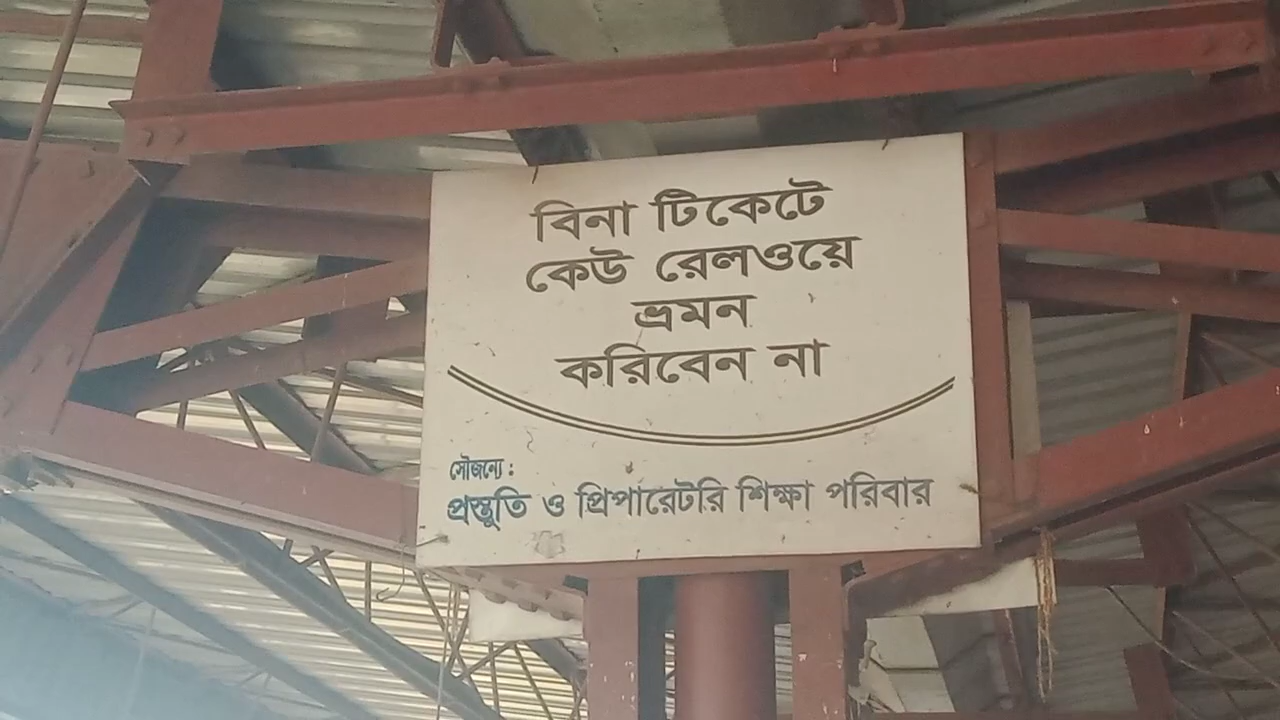 বিনা টিকেটে
কেউ রেলওয়ে
ভ্রমন
করিবেন না
সৌজন্যে :
প্রস্তুতি ও প্রিপারেটরি শিক্ষা পরিবার